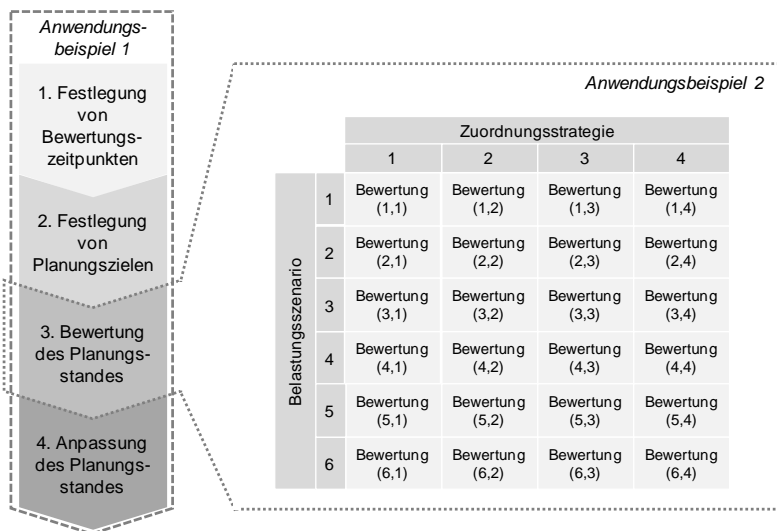 Anwendungs-
beispiel 1
1. Festlegung
von
Bewertungs-
zeitpunkten
2. Festlegung
von
Planungszielen
3. Bewertung
des Planungs-
standes
4. Anpassung
des Planungs-
standes
Anwendungsbeispiel 2
Zuordnungsstrategie
1 2 3 4
Belastungsszenario
1 Bewertung (1,1) Bewertung (1,2) Bewertung (1,3) Bewertung (1,4)
2 Bewertung (2,1) Bewertung (2,2) Bewertung (2,3) Bewertung (2,4)
3 Bewertung (3,1) Bewertung (3,2) Bewertung (3,3) Bewertung (3,4)
4 Bewertung (4,1) Bewertung (4,2) Bewertung (4,3) Bewertung (4,4)
5 Bewertung (5,1) Bewertung (5,2) Bewertung (5,3) Bewertung (5,4)
6 Bewertung (6,1) Bewertung (6,2) Bewertung (6,3) Bewertung (6,4)